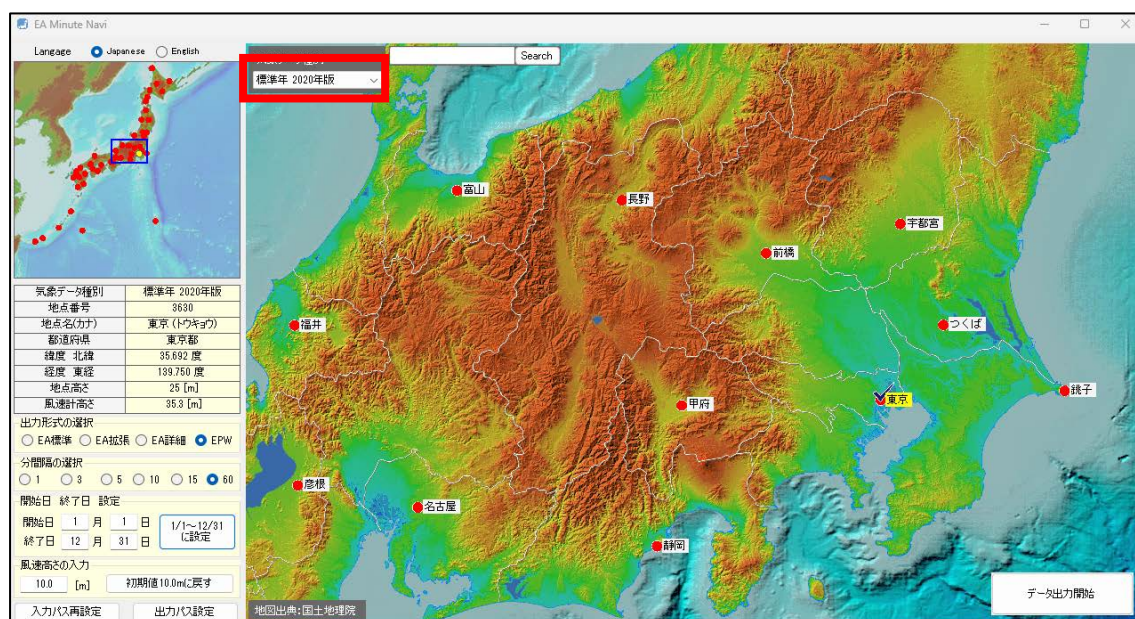 EA Minute Navi
Langage Japanese English
Search
標準年 2020年版
富山
長野
宇都宮
前橋
福井
つくば
銚子
東京
甲府
彦根
名古屋
静岡
気象データ種別 標準年 2020年版
地点番号 3630
地点名(カナ) 東京 (トウキョウ)
都道府県 東京都
緯度 北緯 35.692 度
経度 東経 139.750 度
地点高さ 25 [m]
風速計高さ 35.3 [m]
出力形式の選択
EA標準 EA拡張 EA詳細 EPW
分間隔の選択
1 3 5 10 15 60
開始日 終了日 設定
開始日 1 月 1 日 1/1～12/31に設定
終了日 12 月 31 日
風速高さの入力
10.0 [m] 初期値10.0mに戻す
入力パス再設定 出力パス設定
地図出典:国土地理院
データ出力開始